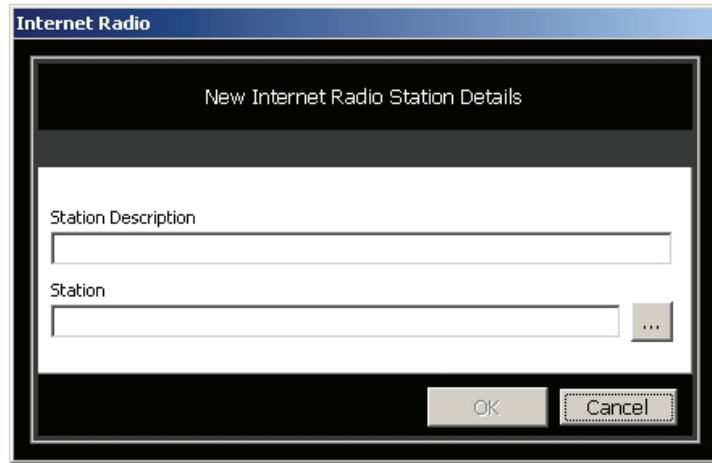 Internet Radio
New Internet Radio Station Details
Station Description
Station
...
OK
Cancel